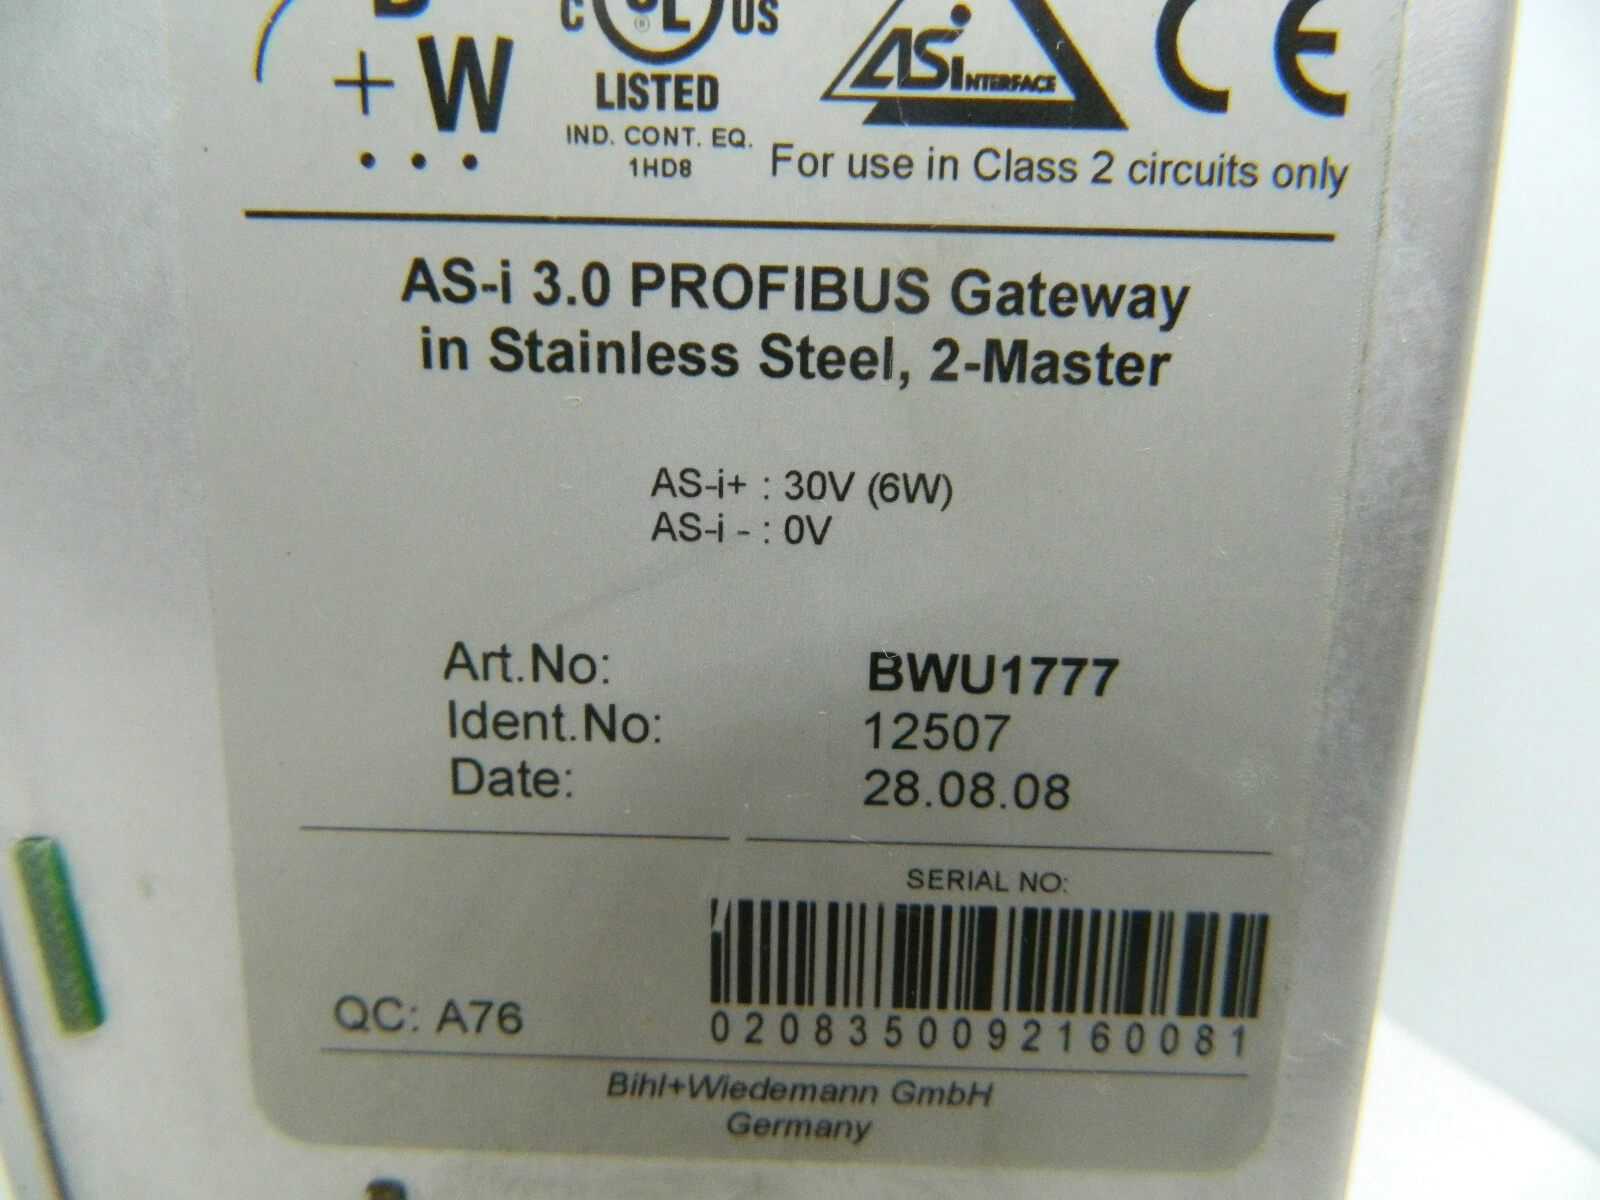 B
+ W
C UL ® US
LISTED
IND. CONT. EQ.
1HD8
ASINTERFACE
CE
For use in Class 2 circuits only
AS-i 3.0 PROFIBUS Gateway
in Stainless Steel, 2-Master
AS-i+ : 30V (6W)
AS-i - : 0V
Art.No: BWU1777
Ident.No: 12507
Date: 28.08.08
SERIAL NO:
QC: A76
0208350092160081
Bihl+Wiedemann GmbH
Germany